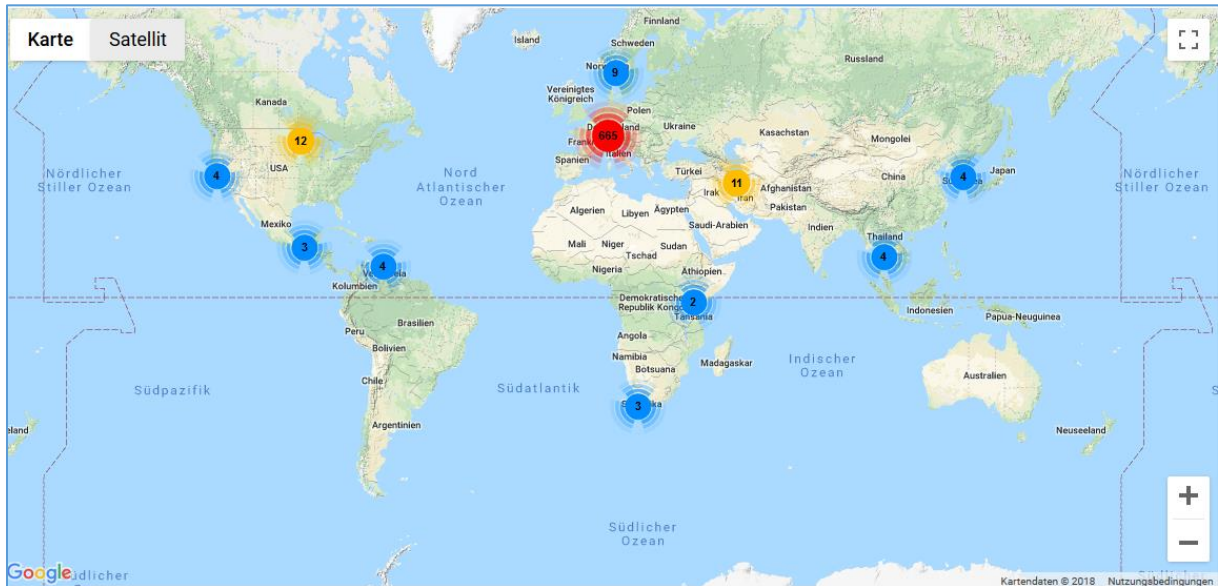 Karte
Satellit
Finnland
Island
Schweden
Russland
9
Vereinigtes
Königreich
Polen
Kanada
665
Ukraine
Kasachstan
Mongolei
12
Italien
Spanien
USA
Türkei
4
Nördlicher
Stiller Ozean
Nord
Atlantischer
Ozean
11
Irak
Iran
Afghanistan
China
4
Japan
Nördlicher
Stiller Ozean
Pakistan
Algerien
Libyen
Ägypten
Saudi-Arabien
Indien
Mexiko
3
Mali
Niger
Tschad
Sudan
Thailand
4
4
Nigeria
Äthiopien
Kolumbien
Demokratische
Republik Kongo
2
Tansania
Indonesien
Papua-Neuguinea
Brasilien
Peru
Angola
Bolivien
Namibia
Botsuana
Madagaskar
Indischer
Ozean
Australien
Südpazifik
Chile
Südatlantik
3
Argentinien
eland
Neuseeland
Südlicher
Ozean
+
−
Google
Kartendaten © 2018
Nutzungsbedingungen